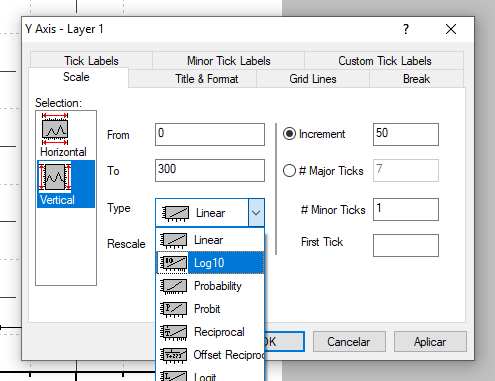 Y Axis - Layer 1
Tick Labels Minor Tick Labels Custom Tick Labels
Scale Title & Format Grid Lines Break
Selection:
Horizontal
Vertical
From 0
To 300
Type Linear
Rescale
Linear
Log10
Probability
Probit
Reciprocal
Offset Reciproc
Logit
Increment 50
# Major Ticks 7
# Minor Ticks 1
First Tick
OK Cancelar Aplicar